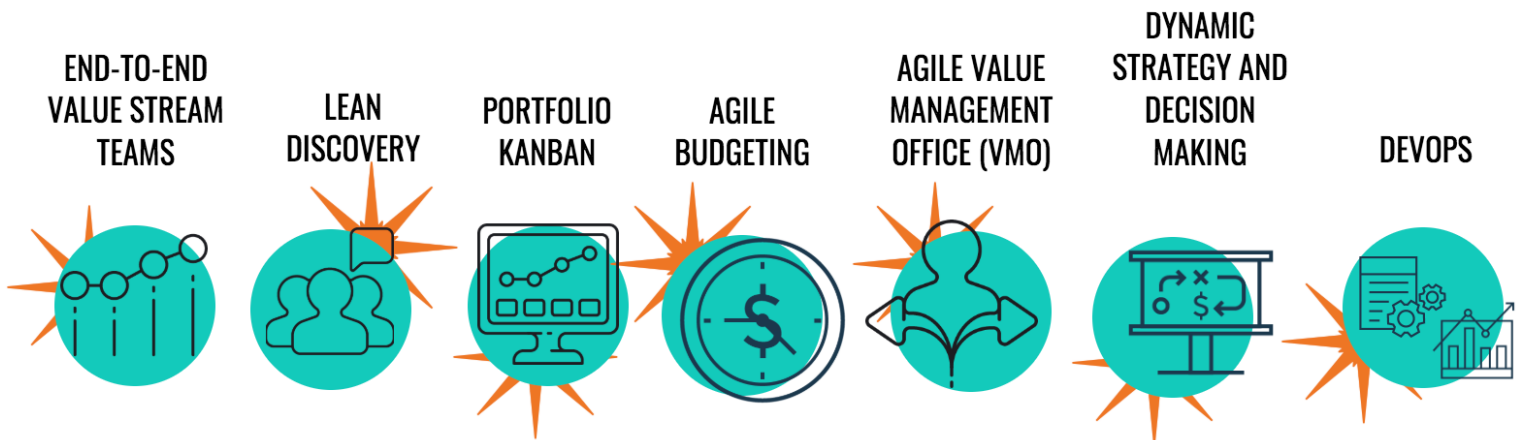 END-TO-END
VALUE STREAM
TEAMS
LEAN
DISCOVERY
PORTFOLIO
KANBAN
AGILE
BUDGETING
AGILE VALUE
MANAGEMENT
OFFICE (VMO)
DYNAMIC
STRATEGY AND
DECISION
MAKING
DEVOPS
$
$